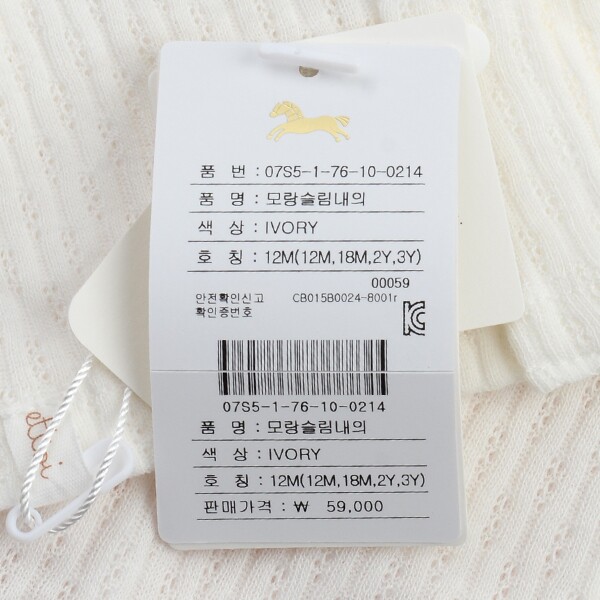 품 번 : 07S5-1-76-10-0214
품 명 : 모랑슬림내의
색 상 : IVORY
호 칭 : 12M(12M,18M,2Y,3Y)
00059
안전확인신고 CB015B0024-8001r
확인증번호
07S5-1-76-10-0214
품 명 : 모랑슬림내의
색 상 : IVORY
호 칭 : 12M(12M,18M,2Y,3Y)
판매가격 : ₩ 59,000
ettoi